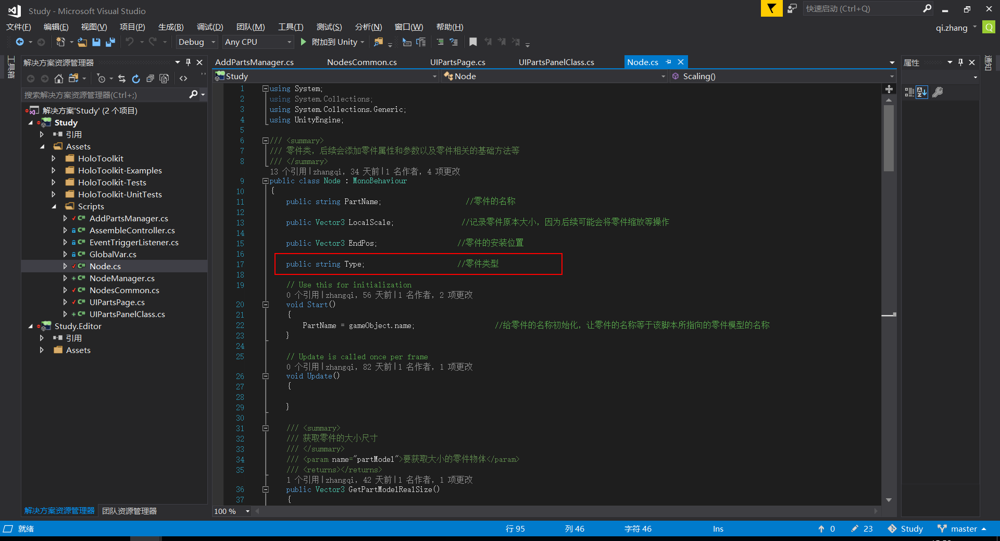 Study - Microsoft Visual Studio
快速启动 (Ctrl+Q)
文件(F) 编辑(E) 视图(V) 项目(P) 生成(B) 调试(D) 团队(M) 工具(T) 测试(S) 分析(N) 窗口(W) 帮助(H)
qi.zhang
Q
Debug Any CPU 附加到 Unity
工具箱
解决方案资源管理器
搜索解决方案资源管理器(Ctrl+;)
解决方案'Study' (2 个项目)
Study
引用
Assets
HoloToolkit
HoloToolkit-Examples
HoloToolkit-Tests
HoloToolkit-UnitTests
Scripts
C# AddPartsManager.cs
C# AssembleController.cs
C# EventTriggerListener.cs
C# GlobalVar.cs
C# Node.cs
C# NodeManager.cs
C# NodesCommon.cs
C# UIPartsPage.cs
C# UIPartsPanelClass.cs
Study.Editor
引用
Assets
解决方案资源管理器 团队资源管理器
AddPartsManager.cs NodesCommon.cs UIPartsPage.cs UIPartsPanelClass.cs Node.cs
Study Node Scaling()
1 using System;
2 using System.Collections;
3 using System.Collections.Generic;
4 using UnityEngine;
5
6 /// <summary>
7 /// 零件类, 后续会添加零件属性和参数以及零件相关的基础方法等
8 /// </summary>
13 个引用|zhangqi, 34 天前|1 名作者, 4 项更改
9 public class Node : MonoBehaviour
10 {
11 public string PartName; //零件的名称
12
13 public Vector3 LocalScale; //记录零件原本大小, 因为后续可能会将零件缩放等操作
14
15 public Vector3 EndPos; //零件的安装位置
16
17 public string Type; //零件类型
18
19 // Use this for initialization
0 个引用|zhangqi, 56 天前|1 名作者, 2 项更改
20 void Start()
21 {
22 PartName = gameObject.name; //给零件的名称初始化, 让零件的名称等于该脚本所指向的零件模型的名称
23 }
24
25 // Update is called once per frame
0 个引用|zhangqi, 82 天前|1 名作者, 1 项更改
26 void Update()
27 {
28
29 }
30
31 /// <summary>
32 /// 获取零件的大小尺寸
33 /// </summary>
34 /// <param name="partModel">要获取大小的零件物体</param>
35 /// <returns></returns>
1 个引用|zhangqi, 42 天前|1 名作者, 1 项更改
36 public Vector3 GetPartModelRealSize()
37 {
100 %
属性
通知
就绪 行 95 列 46 字符 46 Ins 0 23 Study master